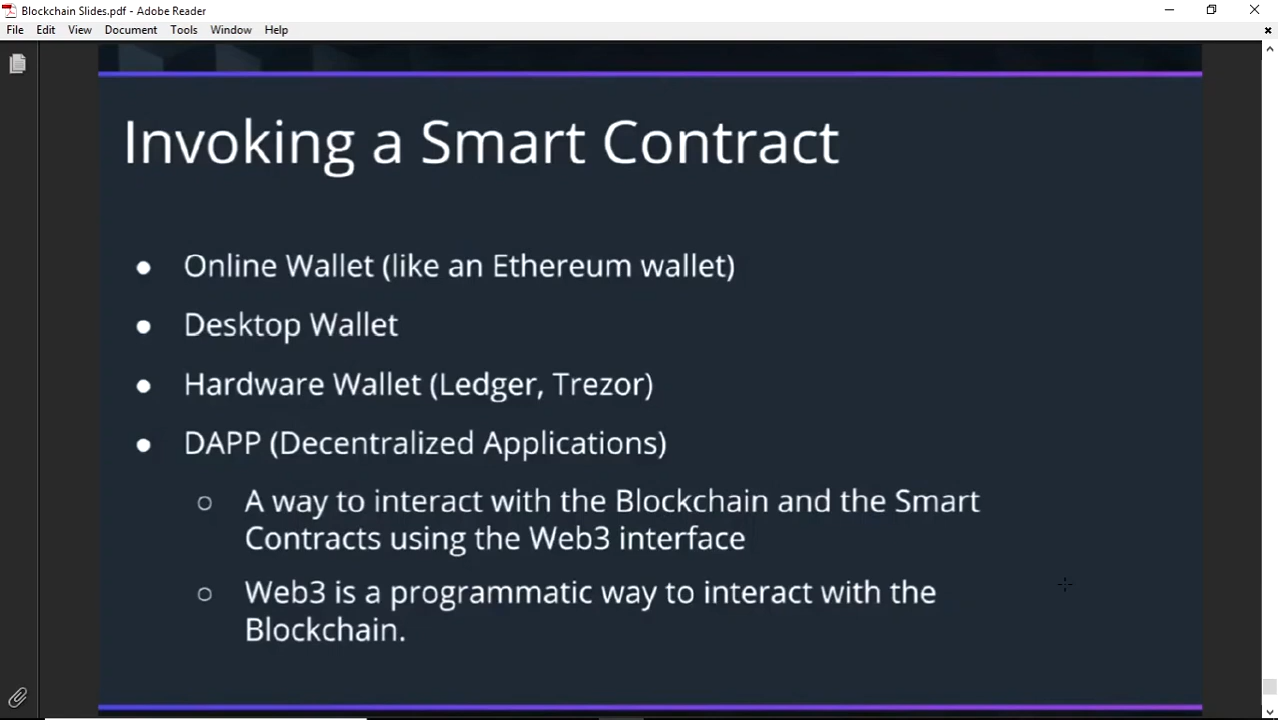 Blockchain Slides.pdf - Adobe Reader
File Edit View Document Tools Window Help
Invoking a Smart Contract
● Online Wallet (like an Ethereum wallet)
● Desktop Wallet
● Hardware Wallet (Ledger, Trezor)
● DAPP (Decentralized Applications)
○ A way to interact with the Blockchain and the Smart
Contracts using the Web3 interface
○ Web3 is a programmatic way to interact with the
Blockchain.